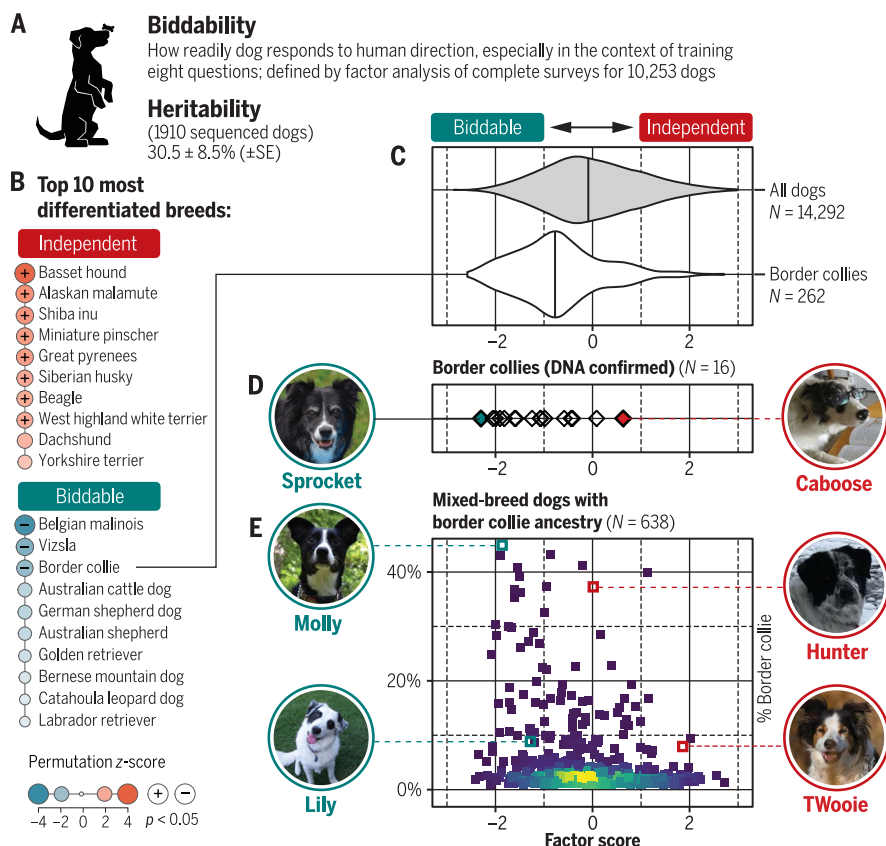 A
Biddability
How readily dog responds to human direction, especially in the context of training
eight questions; defined by factor analysis of complete surveys for 10,253 dogs
Heritability
(1910 sequenced dogs)
30.5 ± 8.5% (±SE)
B Top 10 most
differentiated breeds:
Independent
+ Basset hound
+ Alaskan malamute
+ Shiba inu
+ Miniature pinscher
+ Great pyrenees
+ Siberian husky
+ Beagle
+ West highland white terrier
Dachshund
Yorkshire terrier
Biddable
− Belgian malinois
− Vizsla
− Border collie
Australian cattle dog
German shepherd dog
Australian shepherd
Golden retriever
Bernese mountain dog
Catahoula leopard dog
Labrador retriever
Permutation z-score
+ −
−4 −2 0 2 4 p < 0.05
Biddable Independent
C
All dogs
N = 14,292
Border collies
N = 262
−2 0 2
D Border collies (DNA confirmed) (N = 16)
−2 0 2
Sprocket
Caboose
E Mixed-breed dogs with
border collie ancestry (N = 638)
40%
20%
0%
% Border collie
−2 0 2
Factor score
Molly
Hunter
Lily
TWooie